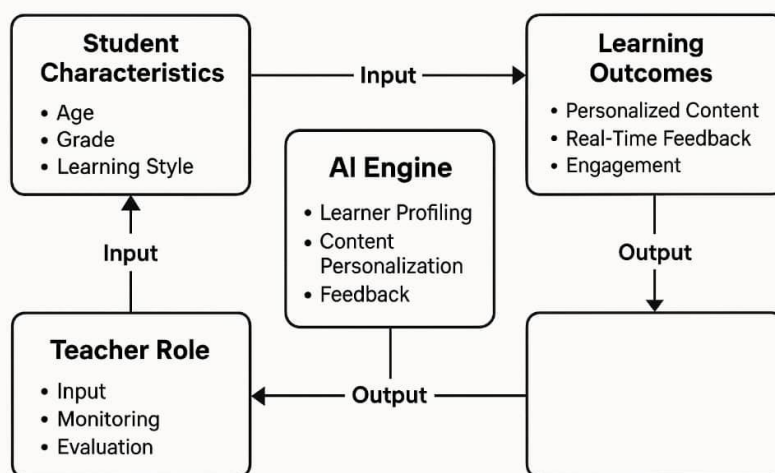 Student
Characteristics
• Age
• Grade
• Learning Style
Input
Learning
Outcomes
• Personalized Content
• Real-Time Feedback
• Engagement
AI Engine
• Learner Profiling
• Content
Personalization
• Feedback
Input
Output
Teacher Role
• Input
• Monitoring
• Evaluation
Output